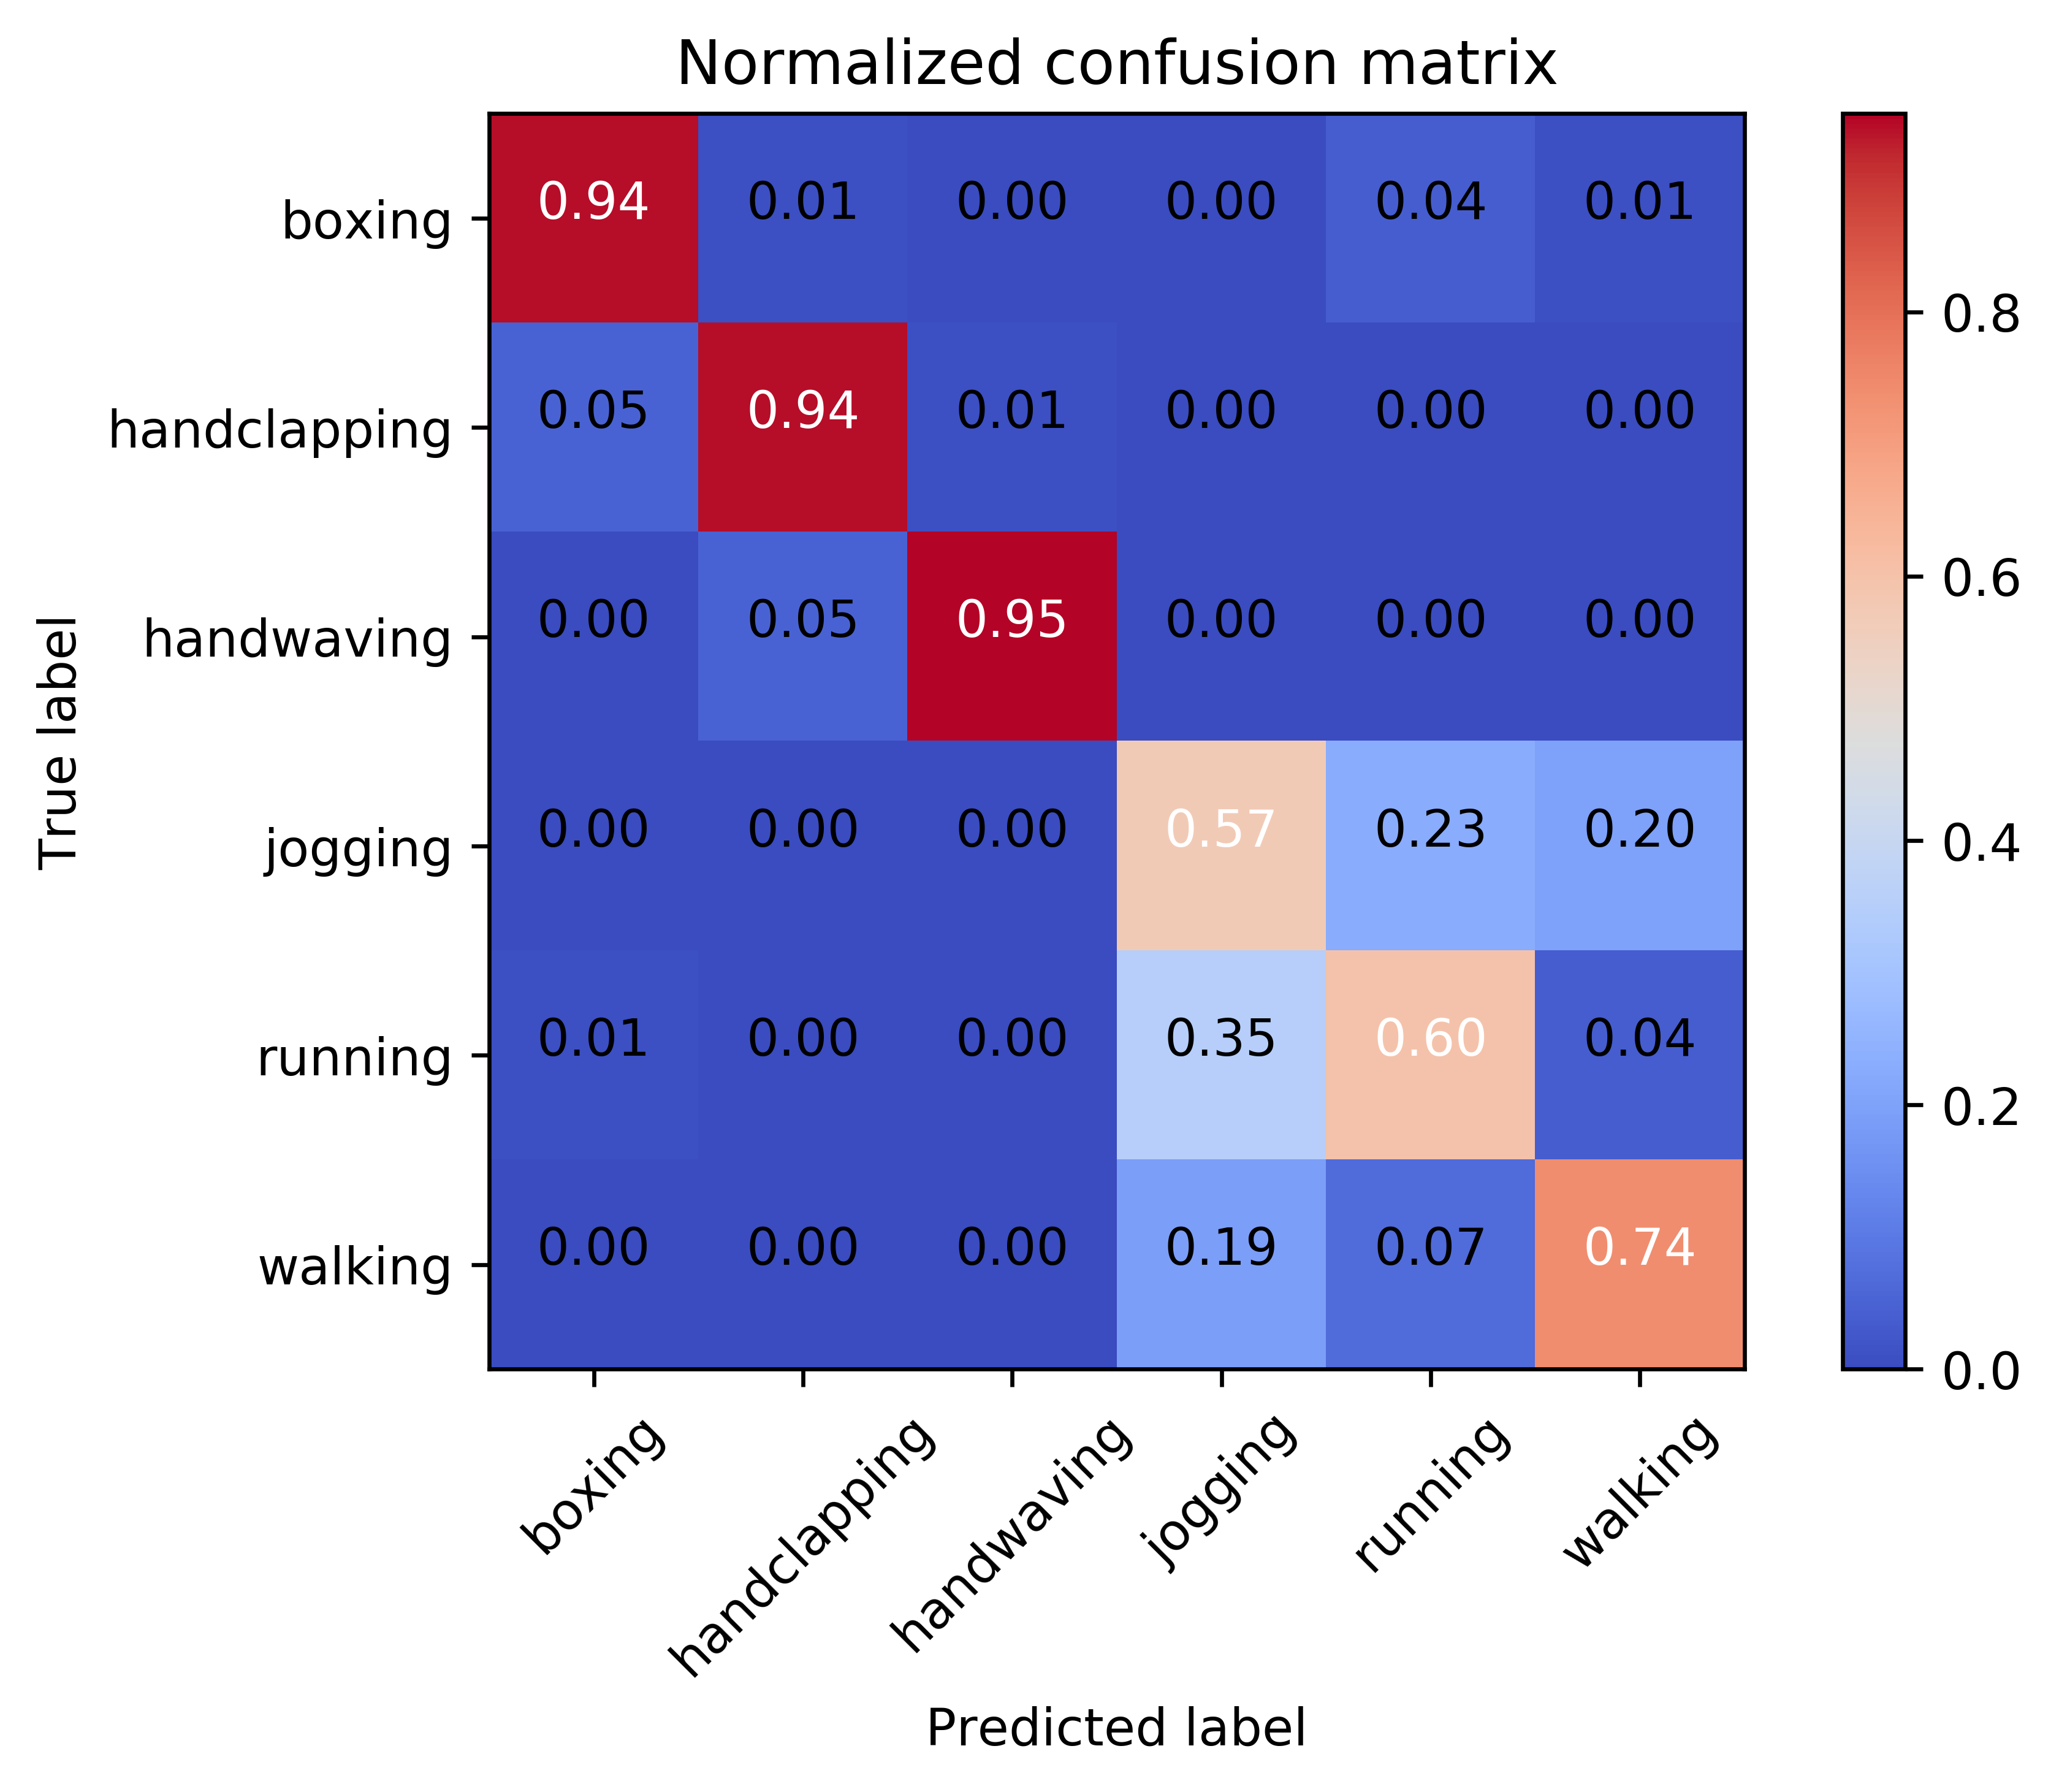 Normalized confusion matrix
True label
boxing 0.94 0.01 0.00 0.00 0.04 0.01
handclapping 0.05 0.94 0.01 0.00 0.00 0.00
handwaving 0.00 0.05 0.95 0.00 0.00 0.00
jogging 0.00 0.00 0.00 0.57 0.23 0.20
running 0.01 0.00 0.00 0.35 0.60 0.04
walking 0.00 0.00 0.00 0.19 0.07 0.74
boxing handclapping handwaving jogging running walking
Predicted label
0.8
0.6
0.4
0.2
0.0